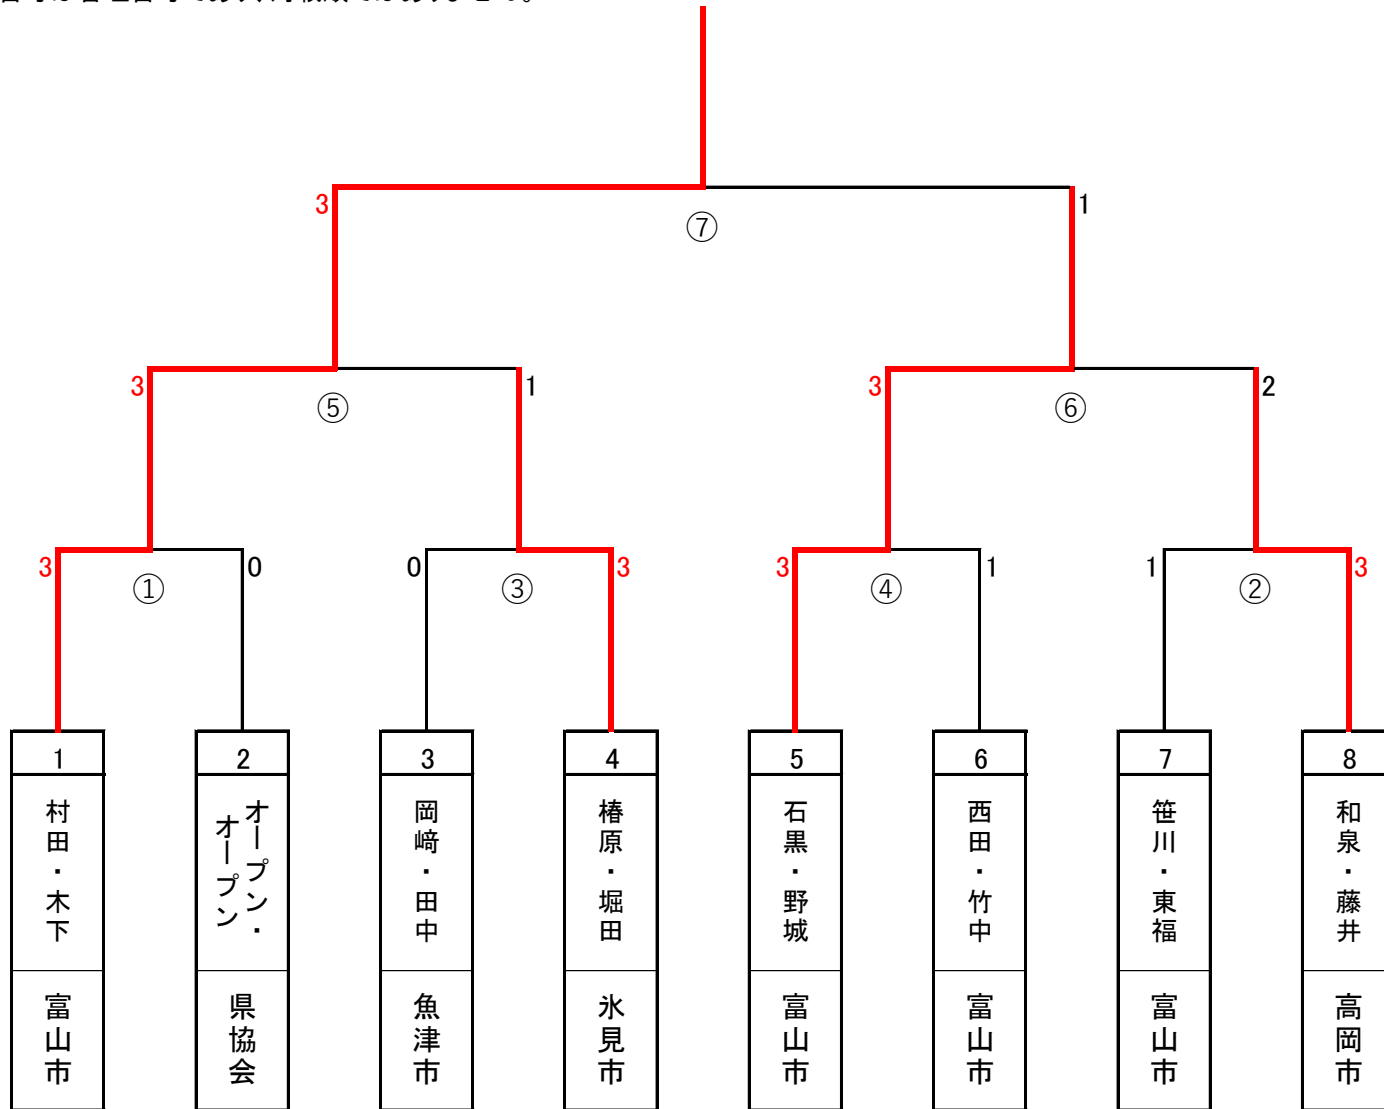 3 ⑦ 1
3 ⑤ 1 3 ⑥ 2
3 ① 0 0 ③ 3 3 ④ 1 1 ② 3
1 2 3 4 5 6 7 8
村田・木下
オープン・
オープン
岡﨑・田中
椿原・堀田
石黒・野城
西田・竹中
笹川・東福
和泉・藤井
富山市
県協会
魚津市
氷見市
富山市
富山市
富山市
高岡市